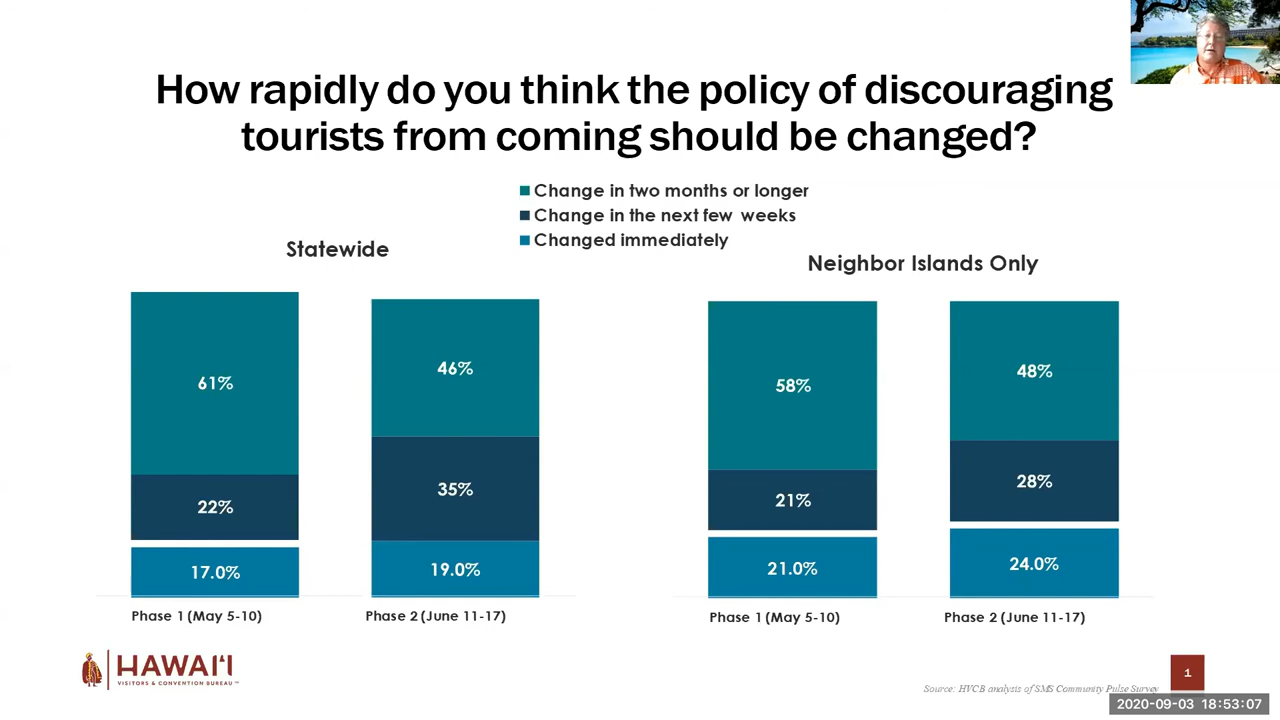 How rapidly do you think the policy of discouraging
tourists from coming should be changed?
Change in two months or longer
Change in the next few weeks
Changed immediately
Statewide
61%
22%
17.0%
46%
35%
19.0%
Phase 1 (May 5-10)
Phase 2 (June 11-17)
Neighbor Islands Only
58%
21%
21.0%
48%
28%
24.0%
Phase 1 (May 5-10)
Phase 2 (June 11-17)
HAWAI‘I
VISITORS & CONVENTION BUREAU
Source: HVCB analysis of SMS Community Pulse Survey
1
2020-09-03 18:53:07